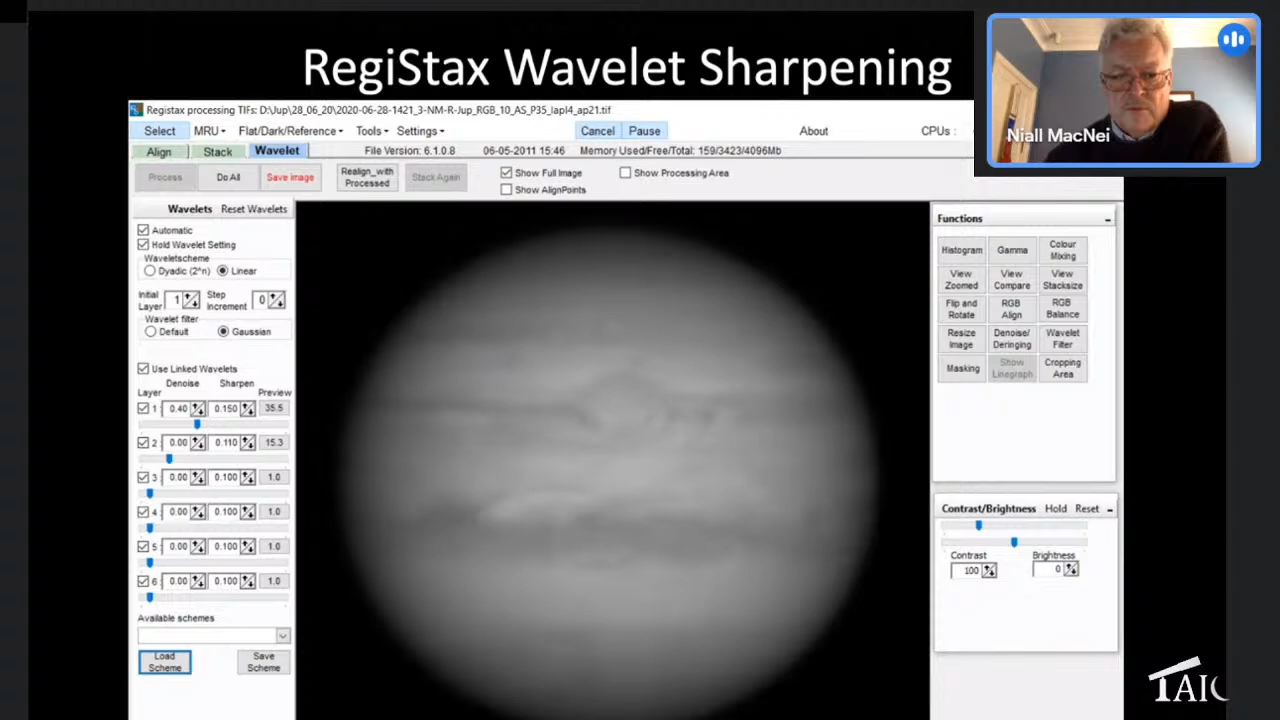 RegiStax Wavelet Sharpening
Niall MacNei
Registax processing TIFs: D:\Jup\28_06_20\2020-06-28-1421_3-NM-R-Jup_RGB_10_AS_P35_lapl4_ap21.tif
Select MRU Flat/Dark/Reference Tools Settings Cancel Pause About CPUs :
Align Stack Wavelet File Version: 6.1.0.8 06-05-2011 15:46 Memory Used/Free/Total: 159/3423/4096Mb
Process Do All Save image Realign_with Processed Stack Again
Show Full Image Show Processing Area
Show AlignPoints
Wavelets Reset Wavelets
Automatic
Hold Wavelet Setting
Waveletscheme
Dyadic (2^n) Linear
Initial Layer 1 Step Increment 0
Wavelet filter
Default Gaussian
Use Linked Wavelets
Denoise Sharpen
Layer Preview
1 0.40 0.150 35.5
2 0.00 0.110 15.3
3 0.00 0.100 1.0
4 0.00 0.100 1.0
5 0.00 0.100 1.0
6 0.00 0.100 1.0
Available schemes
Load Scheme Save Scheme
Functions
Histogram Gamma Colour Mixing
View Zoomed View Compare View Stacksize
Flip and Rotate RGB Align RGB Balance
Resize Image Denoise/ Deringing Wavelet Filter
Masking Show Linegraph Cropping Area
Contrast/Brightness Hold Reset
Contrast Brightness
100 0
TAIC